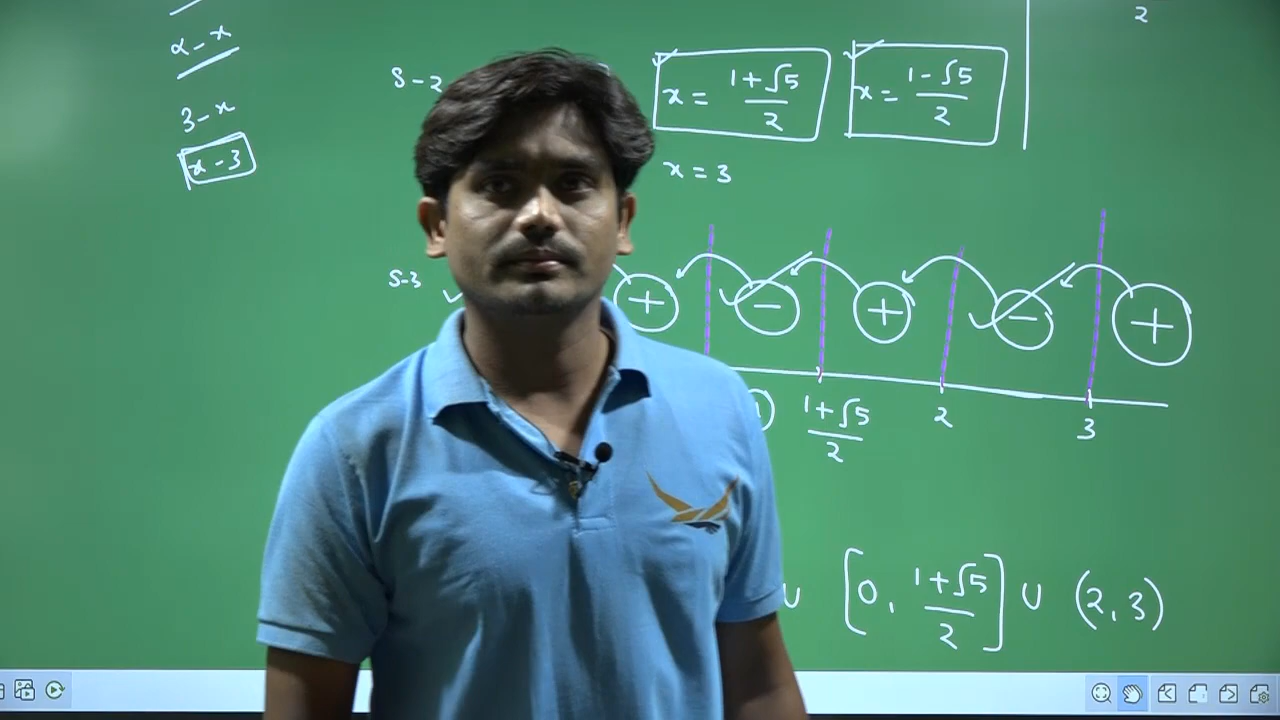 2
α - x
S-2
x = (1+√5)/2
x = (1-√5)/2
3 - x
x - 3
x = 3
S-3 ✓
+ - + - +
(1+√5)/2 2 3
∪ [0, (1+√5)/2] ∪ (2, 3)